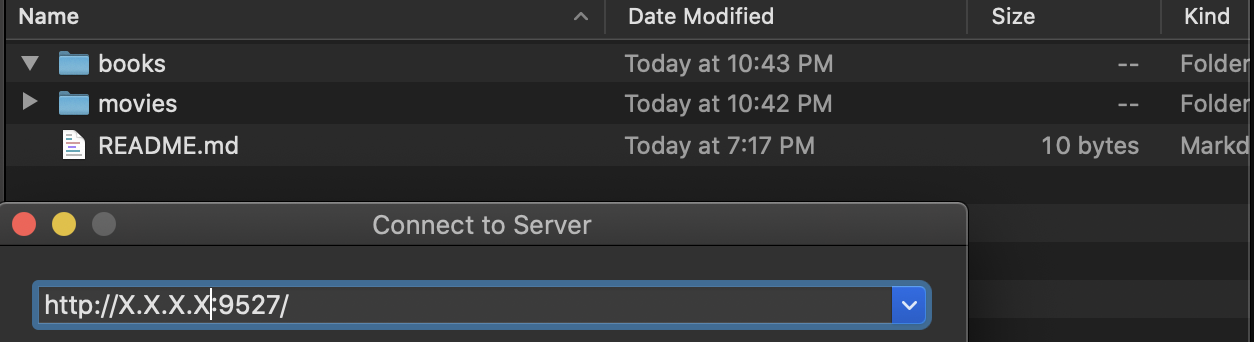 Name Date Modified Size Kind
books Today at 10:43 PM -- Folder
movies Today at 10:42 PM -- Folder
README.md Today at 7:17 PM 10 bytes Markd
Connect to Server
http://X.X.X.X:9527/